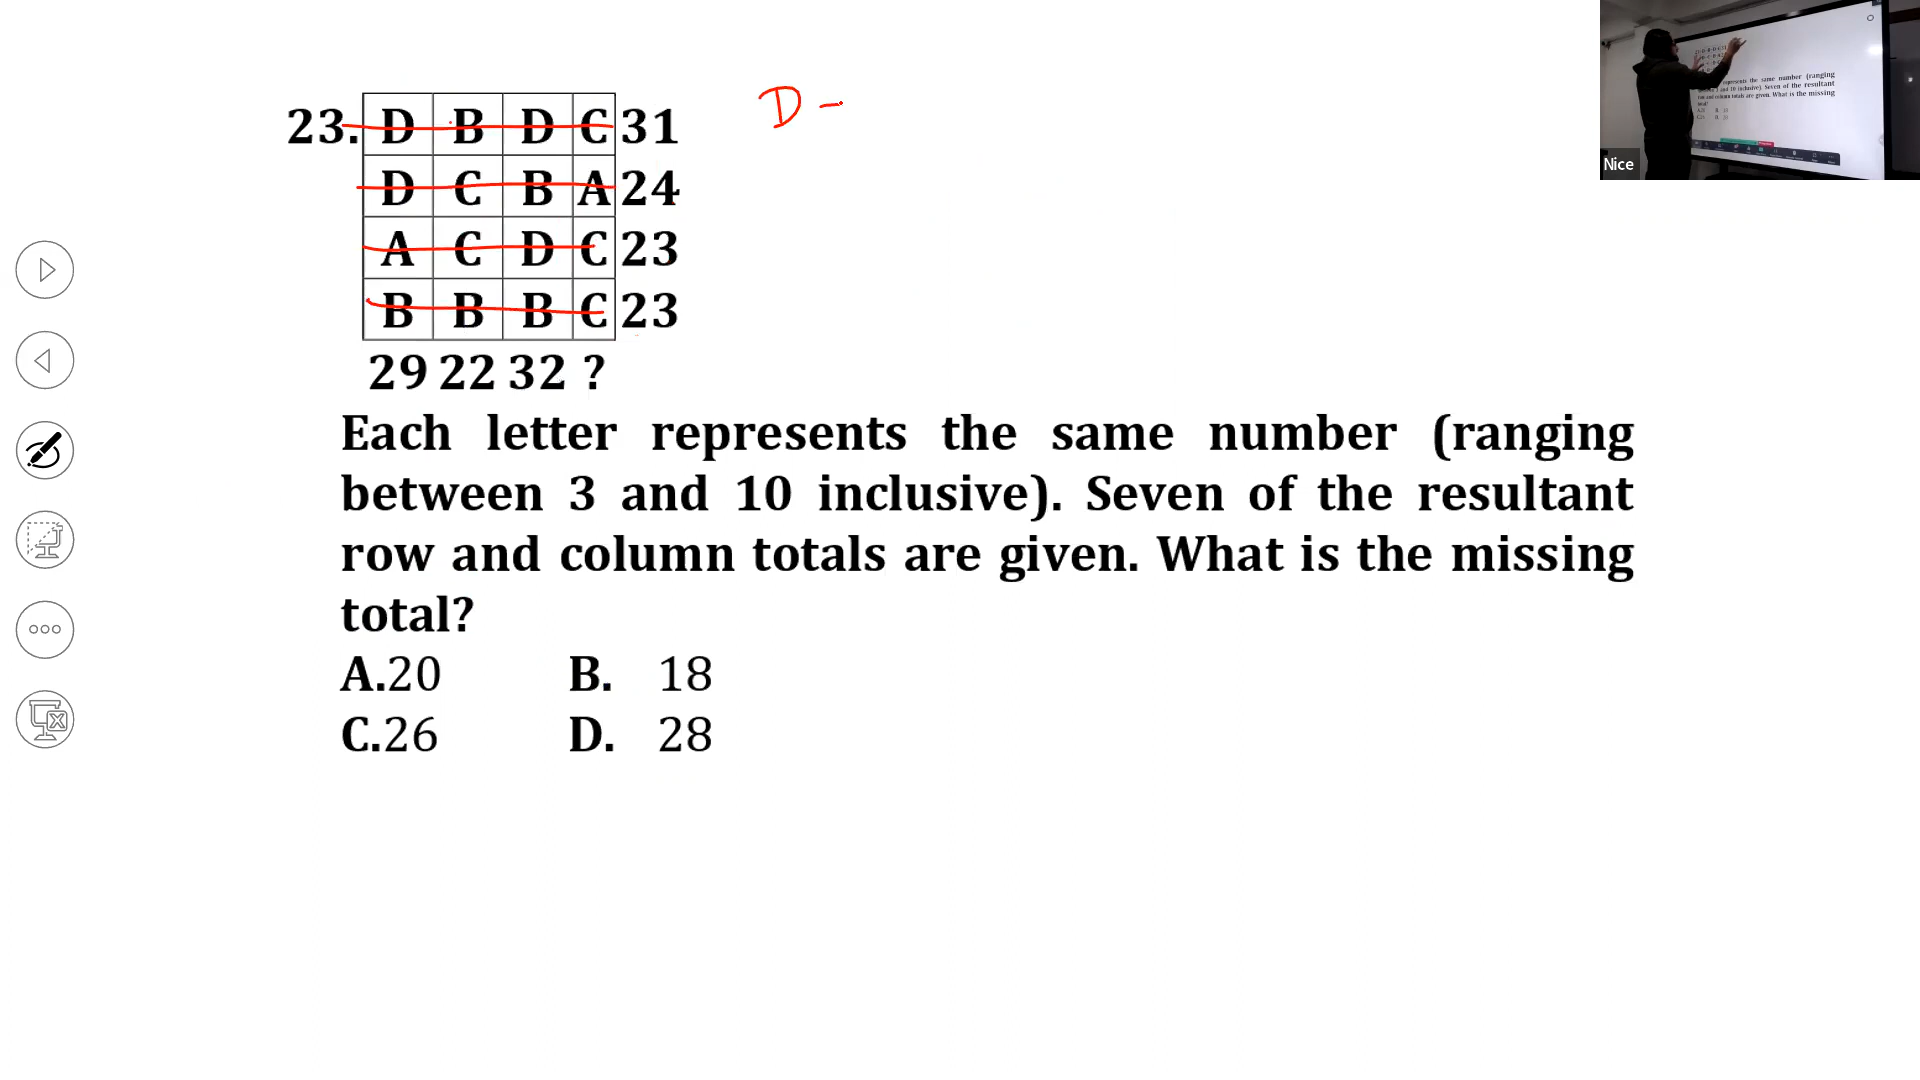 23. D B D C 31
D C B A 24
A C D C 23
B B B C 23
29 22 32 ?
D -
Each letter represents the same number (ranging
between 3 and 10 inclusive). Seven of the resultant
row and column totals are given. What is the missing
total?
A.20 B. 18
C.26 D. 28
Nice